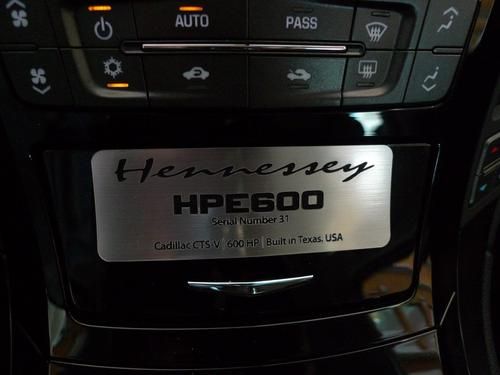 AUTO
PASS
Hennessey
HPE600
Serial Number 31
Cadillac CTS-V | 600 HP | Built in Texas, USA